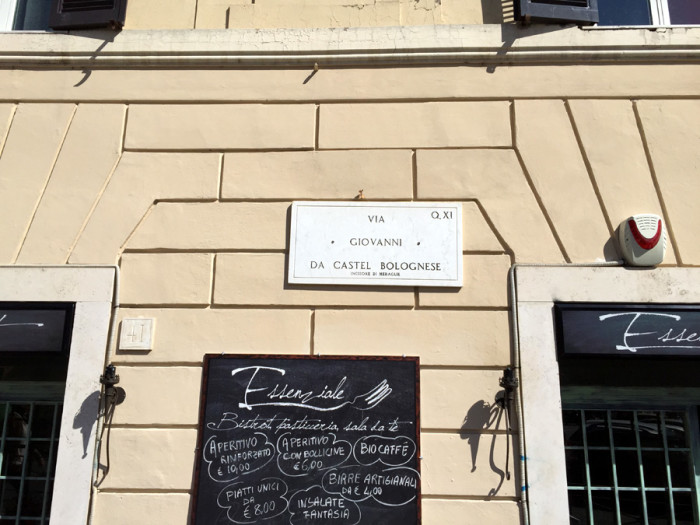 VIA Q.XI
GIOVANNI
DA CASTEL BOLOGNESE
INCISORE DI MEDAGLIE
41
Essenziale
Bistrot, pasticceria, sala da tè
APERITIVO
RINFORZATO
€ 10,00
APERITIVO
CON BOLLICINE
€ 6,00
BIO CAFFÈ
PIATTI UNICI
DA € 8.00
BIRRE ARTIGIANALI
DA € 4,00
INSALATE
FANTASIA
Essen